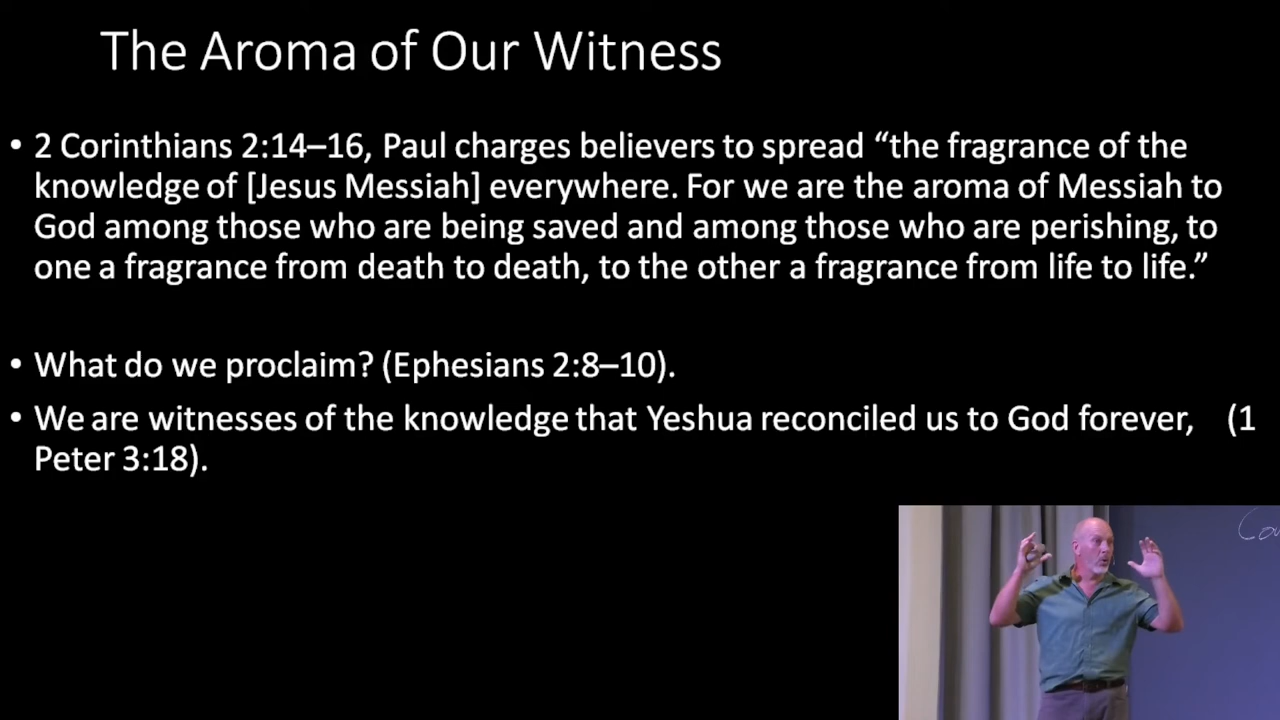 The Aroma of Our Witness
• 2 Corinthians 2:14–16, Paul charges believers to spread “the fragrance of the
knowledge of [Jesus Messiah] everywhere. For we are the aroma of Messiah to
God among those who are being saved and among those who are perishing, to
one a fragrance from death to death, to the other a fragrance from life to life.”
• What do we proclaim? (Ephesians 2:8–10).
• We are witnesses of the knowledge that Yeshua reconciled us to God forever, (1
Peter 3:18).